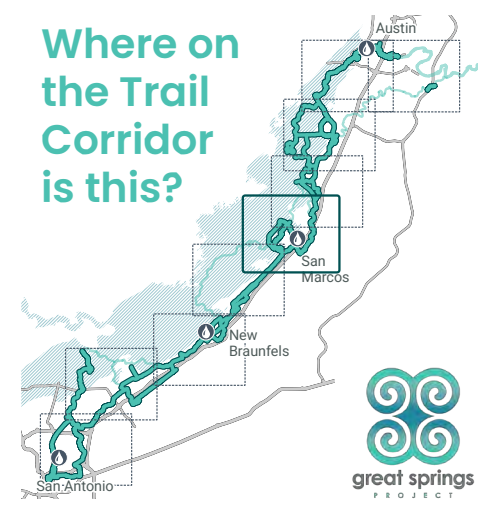 Where on
the Trail
Corridor
is this?
Austin
San
Marcos
New
Braunfels
San Antonio
great springs
PROJECT